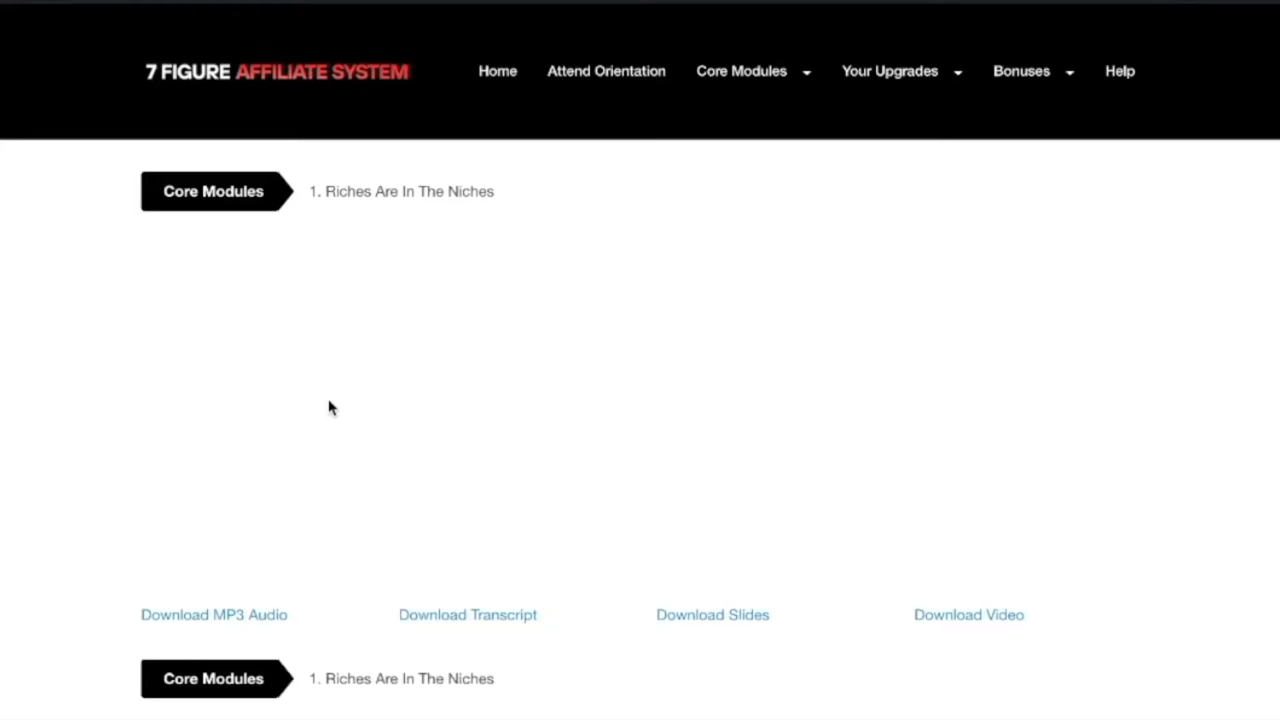 7 FIGURE AFFILIATE SYSTEM
Home
Attend Orientation
Core Modules
Your Upgrades
Bonuses
Help
Core Modules
1. Riches Are In The Niches
Download MP3 Audio
Download Transcript
Download Slides
Download Video
Core Modules
1. Riches Are In The Niches